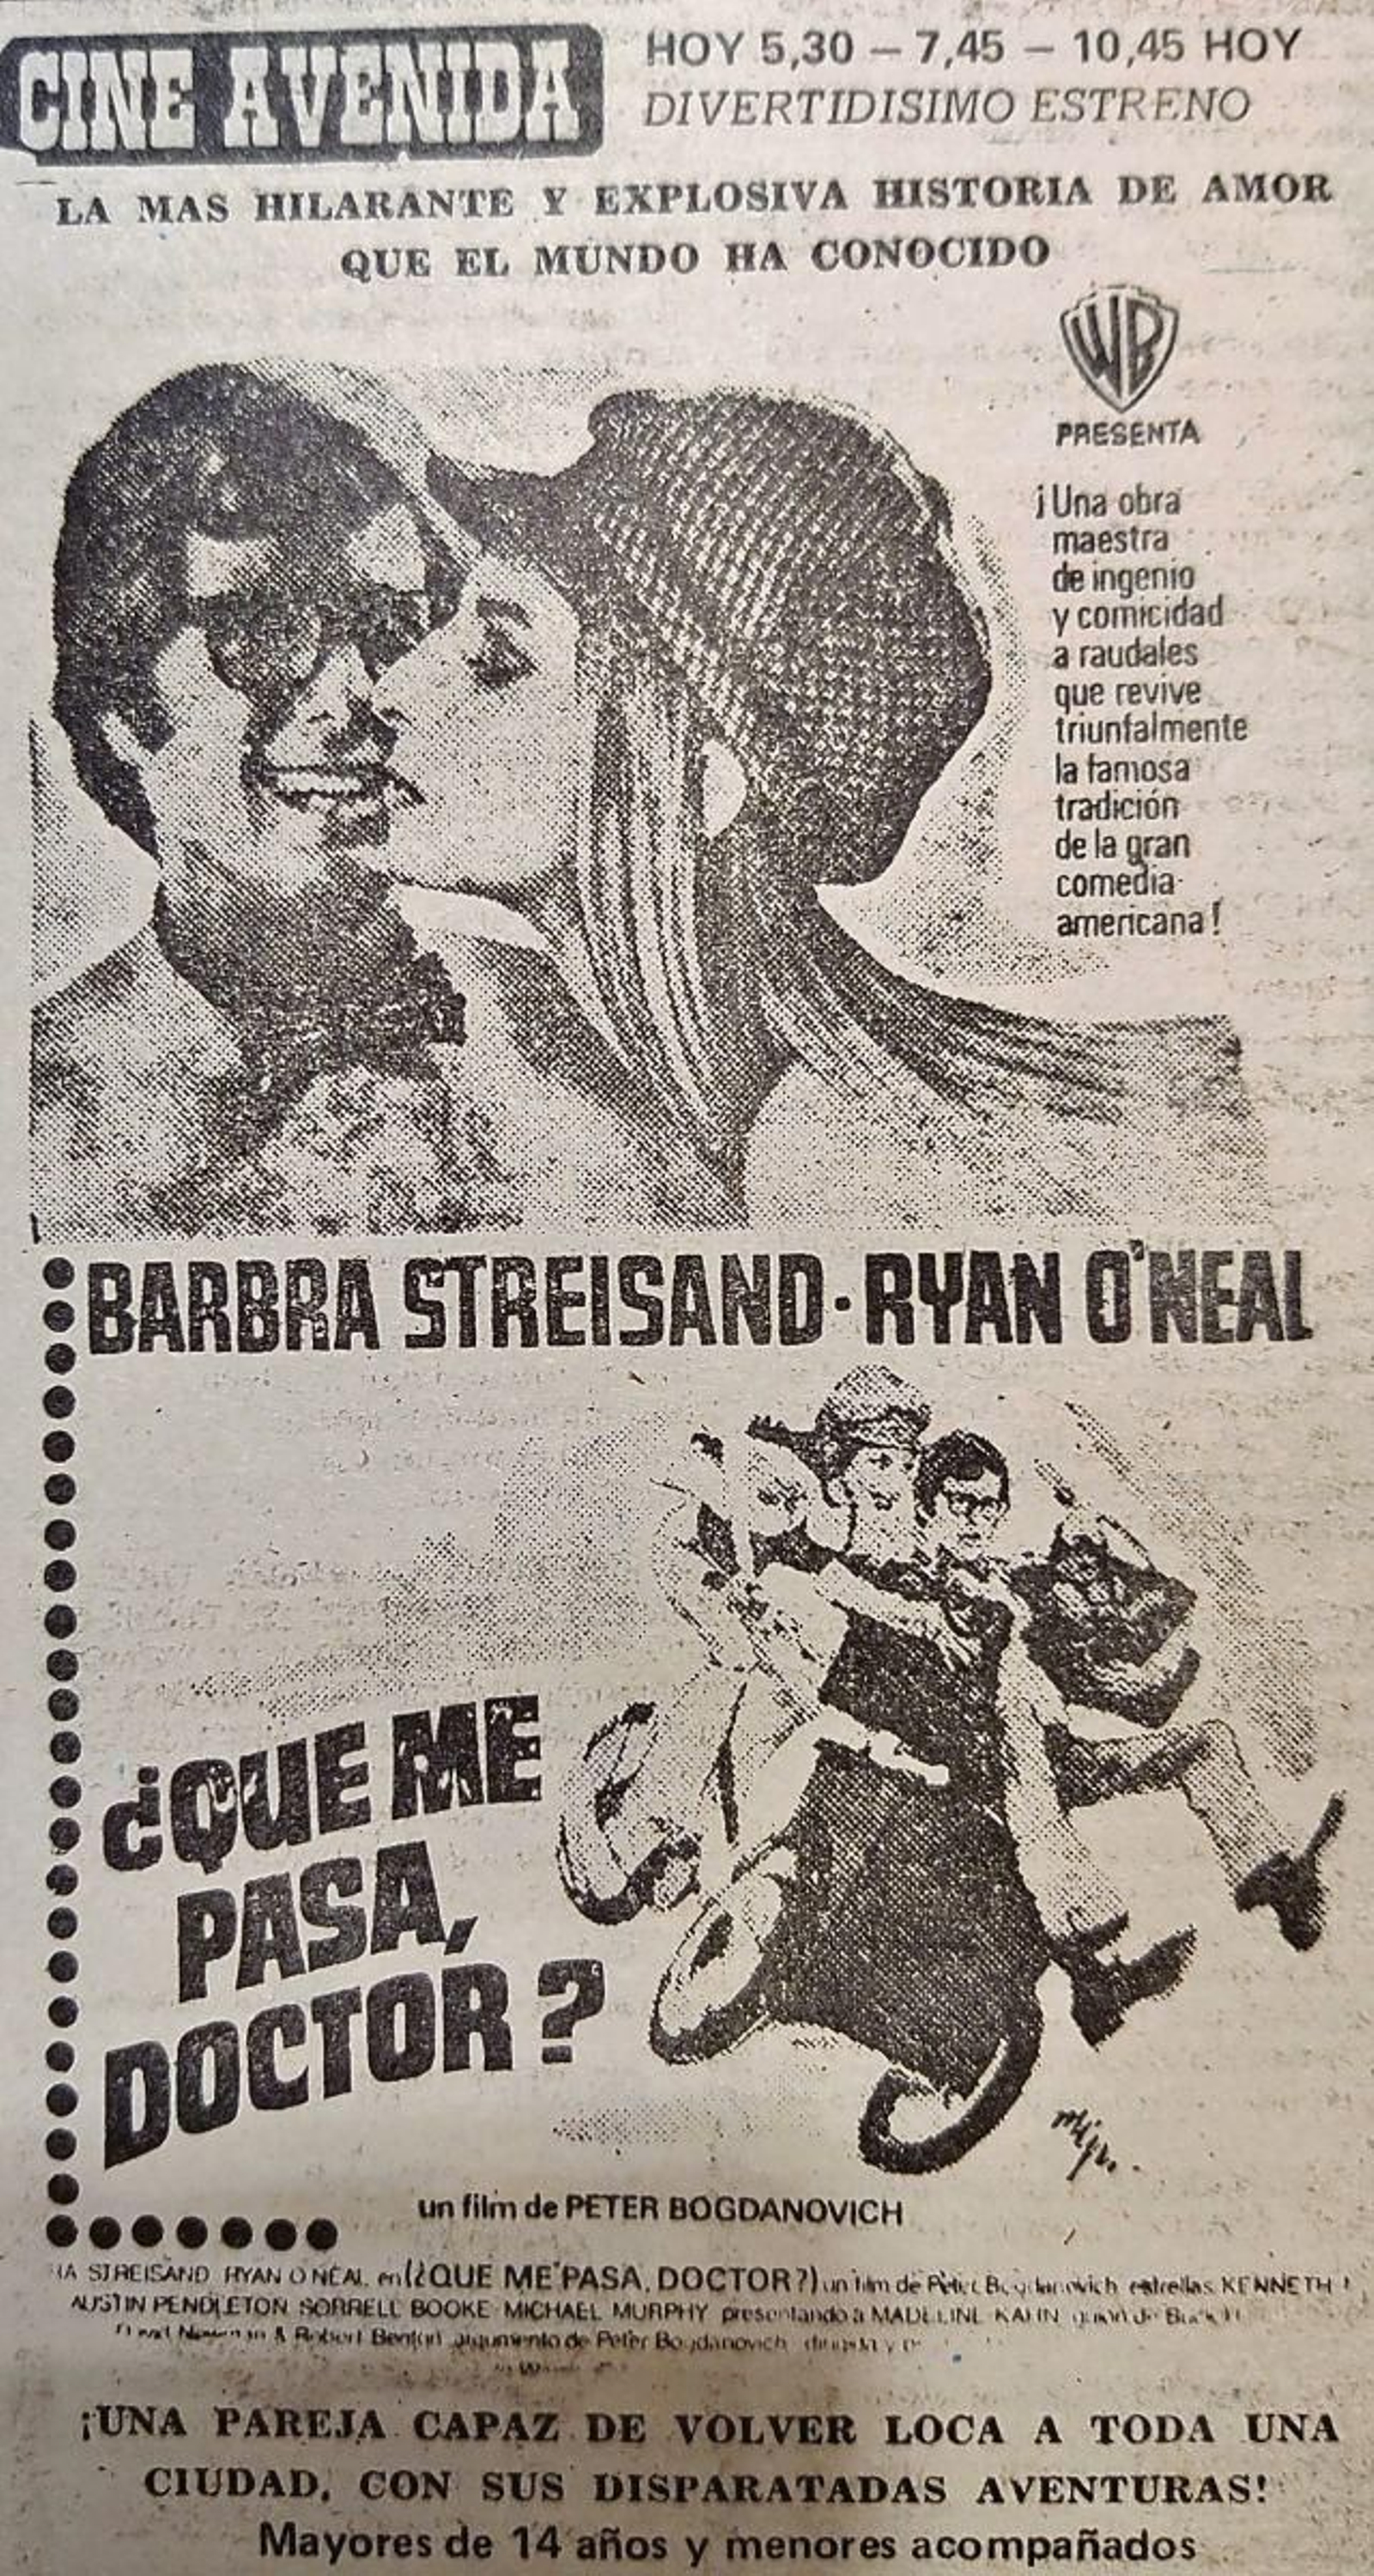 CINE AVENIDA
HOY 5,30 — 7,45 — 10,45 HOY
DIVERTIDISIMO ESTRENO
LA MAS HILARANTE Y EXPLOSIVA HISTORIA DE AMOR
QUE EL MUNDO HA CONOCIDO
WB
PRESENTA
¡Una obra
maestra
de ingenio
y comicidad
a raudales
que revive
triunfalmente
la famosa
tradición
de la gran
comedia
americana!
BARBRA STREISAND · RYAN O'NEAL
¿QUE ME
PASA,
DOCTOR?
un film de PETER BOGDANOVICH
STREISAND RYAN O'NEAL en (¿QUE ME PASA, DOCTOR?) un film de Peter Bogdanovich estrellas KENNETH
AUSTIN PENDLETON SORRELL BOOKE MICHAEL MURPHY presentando a MADELINE KAHN guion de Buck
David Newman & Robert Benton argumento de Peter Bogdanovich
¡UNA PAREJA CAPAZ DE VOLVER LOCA A TODA UNA
CIUDAD, CON SUS DISPARATADAS AVENTURAS!
Mayores de 14 años y menores acompañados